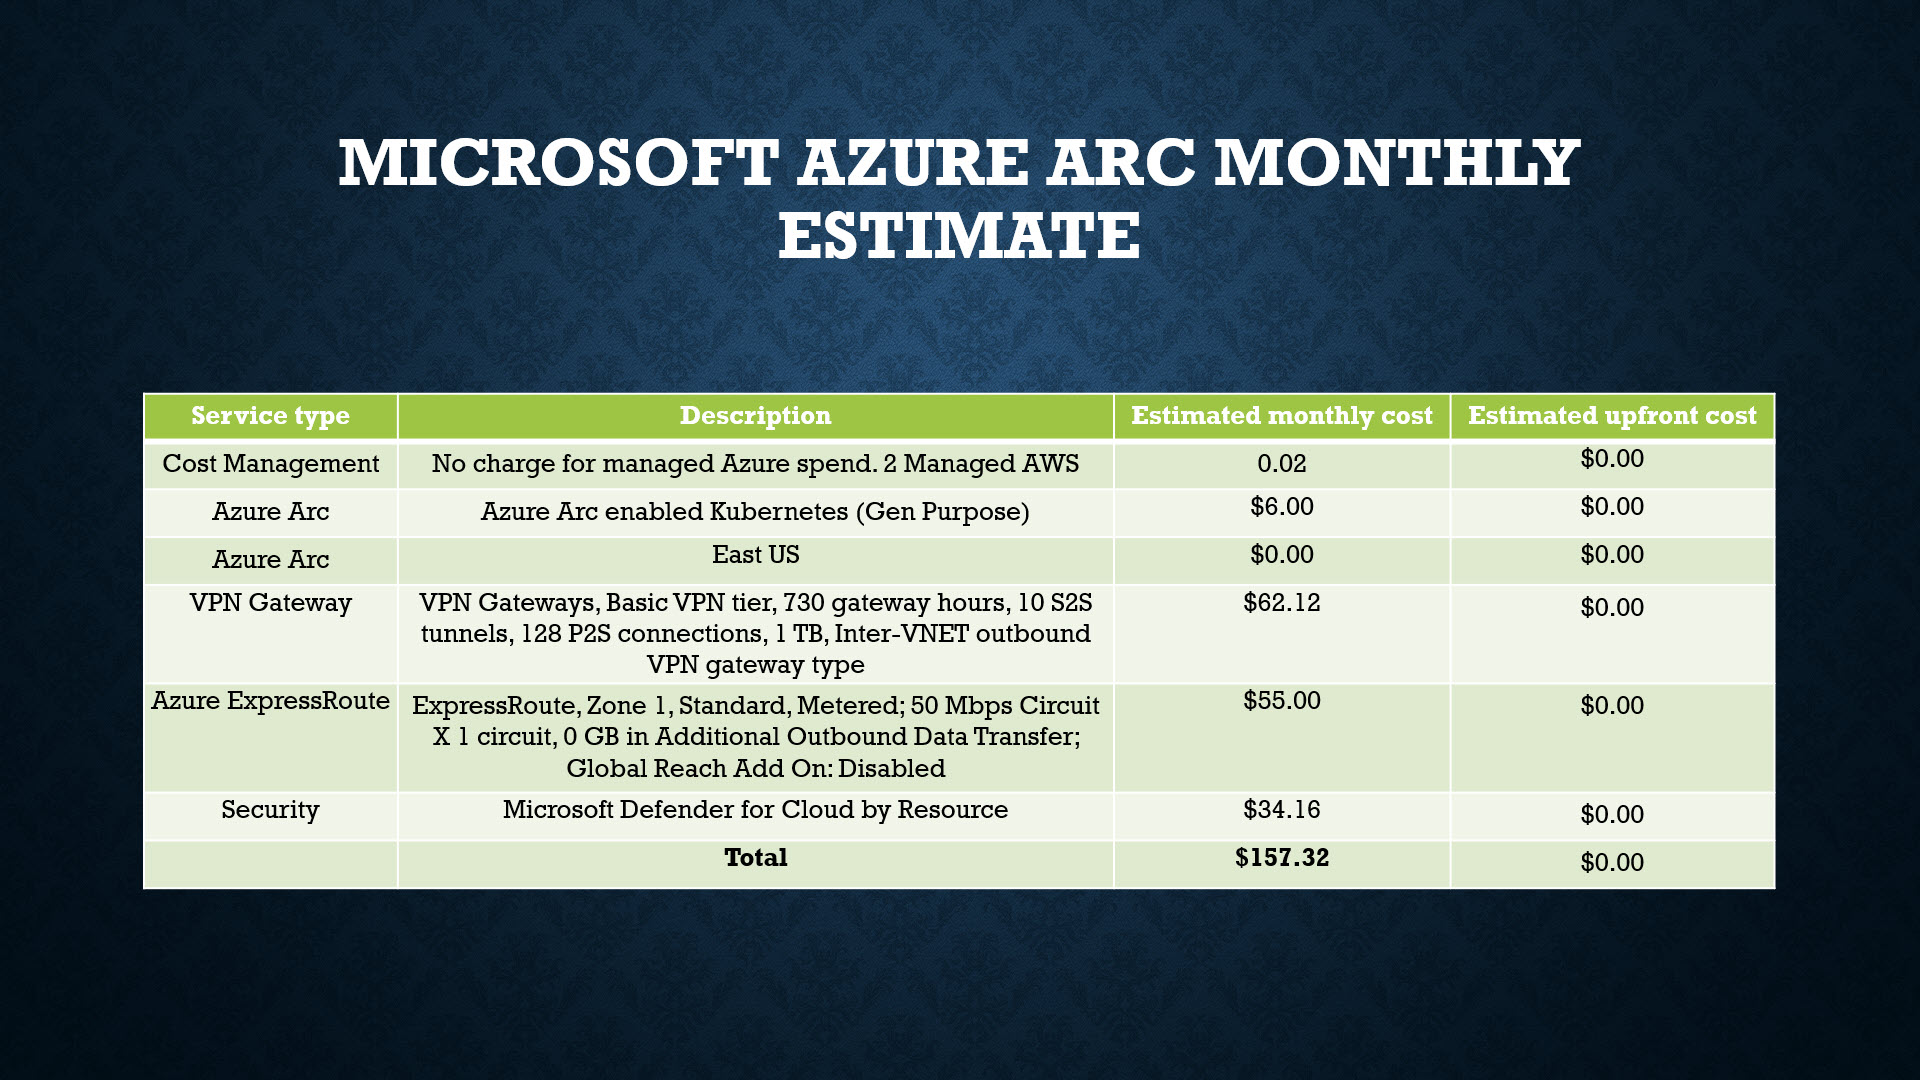 MICROSOFT AZURE ARC MONTHLY
ESTIMATE
Service type Description Estimated monthly cost Estimated upfront cost
Cost Management No charge for managed Azure spend. 2 Managed AWS 0.02 $0.00
Azure Arc Azure Arc enabled Kubernetes (Gen Purpose) $6.00 $0.00
Azure Arc East US $0.00 $0.00
VPN Gateway VPN Gateways, Basic VPN tier, 730 gateway hours, 10 S2S $62.12 $0.00
tunnels, 128 P2S connections, 1 TB, Inter-VNET outbound
VPN gateway type
Azure ExpressRoute ExpressRoute, Zone 1, Standard, Metered; 50 Mbps Circuit $55.00 $0.00
X 1 circuit, 0 GB in Additional Outbound Data Transfer;
Global Reach Add On: Disabled
Security Microsoft Defender for Cloud by Resource $34.16 $0.00
Total $157.32 $0.00